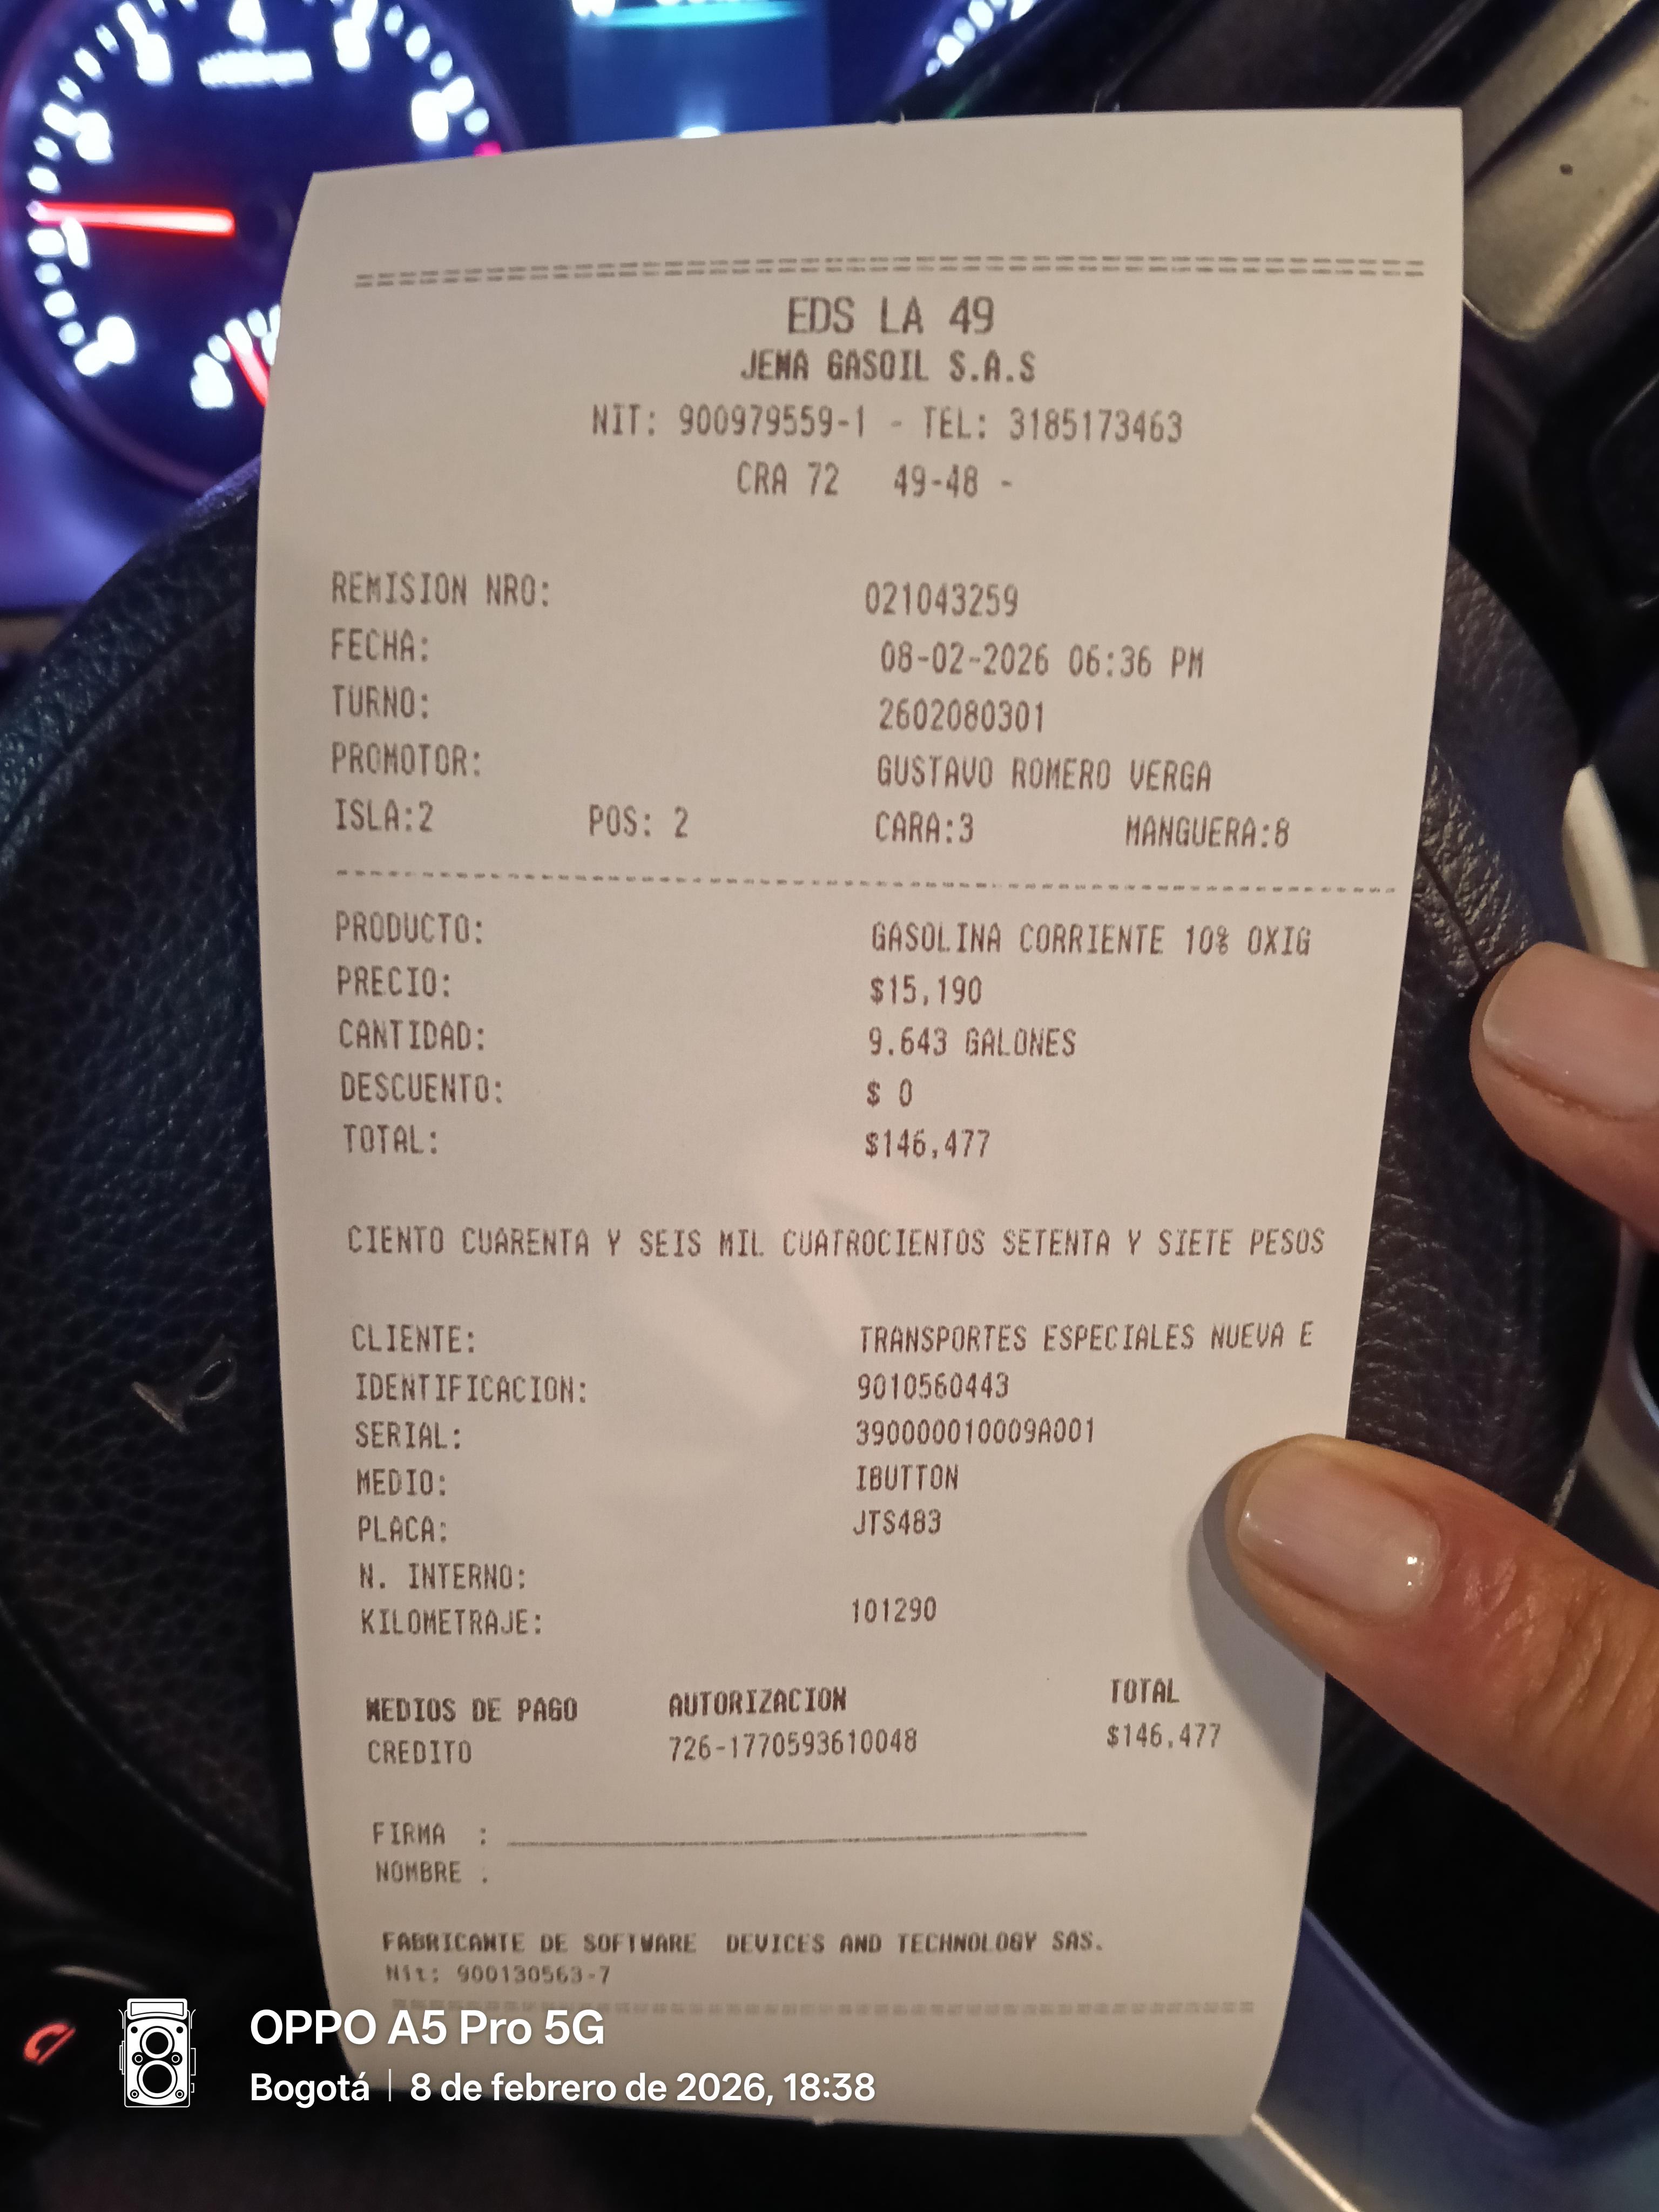 EDS LA 49
JEMA GASOIL S.A.S
NIT: 900979559-1 - TEL: 3185173463
CRA 72 49-48 -
REMISION NRO: 021043259
FECHA: 08-02-2026 06:36 PM
TURNO: 2602080301
PROMOTOR: GUSTAVO ROMERO VERGA
ISLA:2 POS: 2 CARA:3 MANGUERA:8
PRODUCTO: GASOLINA CORRIENTE 10% OXIG
PRECIO: $15,190
CANTIDAD: 9.643 GALONES
DESCUENTO: $ 0
TOTAL: $146,477
CIENTO CUARENTA Y SEIS MIL CUATROCIENTOS SETENTA Y SIETE PESOS
CLIENTE: TRANSPORTES ESPECIALES NUEVA E
IDENTIFICACION: 9010560443
SERIAL: 390000010009A001
MEDIO: IBUTTON
PLACA: JTS483
N. INTERNO:
KILOMETRAJE: 101290
MEDIOS DE PAGO AUTORIZACION TOTAL
CREDITO 726-1770593610048 $146,477
FIRMA :
NOMBRE :
FABRICANTE DE SOFTWARE DEVICES AND TECHNOLOGY SAS.
Nit: 900130563-7
OPPO A5 Pro 5G
Bogotá | 8 de febrero de 2026, 18:38